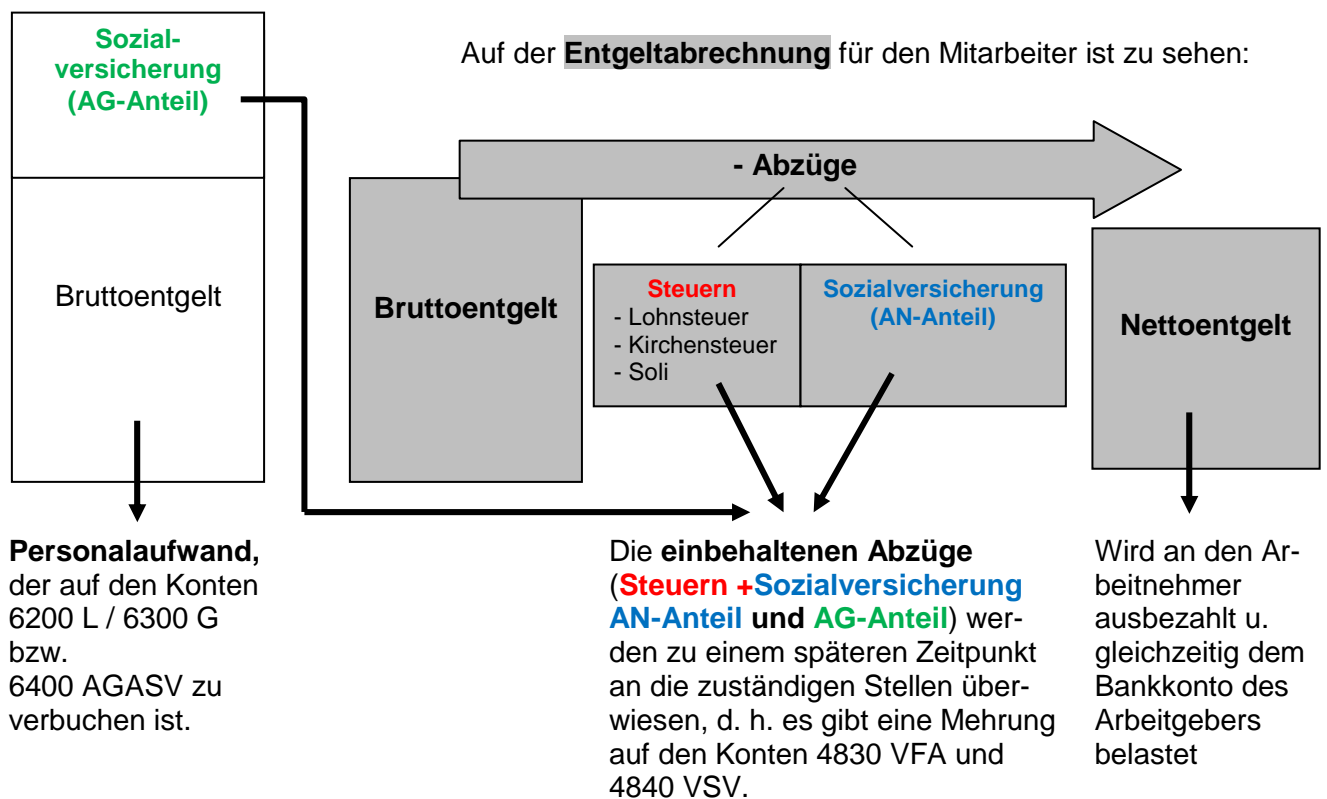 Sozial-
versicherung
(AG-Anteil)
Bruttoentgelt
Auf der Entgeltabrechnung für den Mitarbeiter ist zu sehen:
- Abzüge
Bruttoentgelt
Steuern
- Lohnsteuer
- Kirchensteuer
- Soli
Sozialversicherung
(AN-Anteil)
Nettoentgelt
Personalaufwand,
der auf den Konten
6200 L / 6300 G
bzw.
6400 AGASV zu
verbuchen ist.
Die einbehaltenen Abzüge
(Steuern +Sozialversicherung
AN-Anteil und AG-Anteil) wer-
den zu einem späteren Zeitpunkt
an die zuständigen Stellen über-
wiesen, d. h. es gibt eine Mehrung
auf den Konten 4830 VFA und
4840 VSV.
Wird an den Ar-
beitnehmer
ausbezahlt u.
gleichzeitig dem
Bankkonto des
Arbeitgebers
belastet